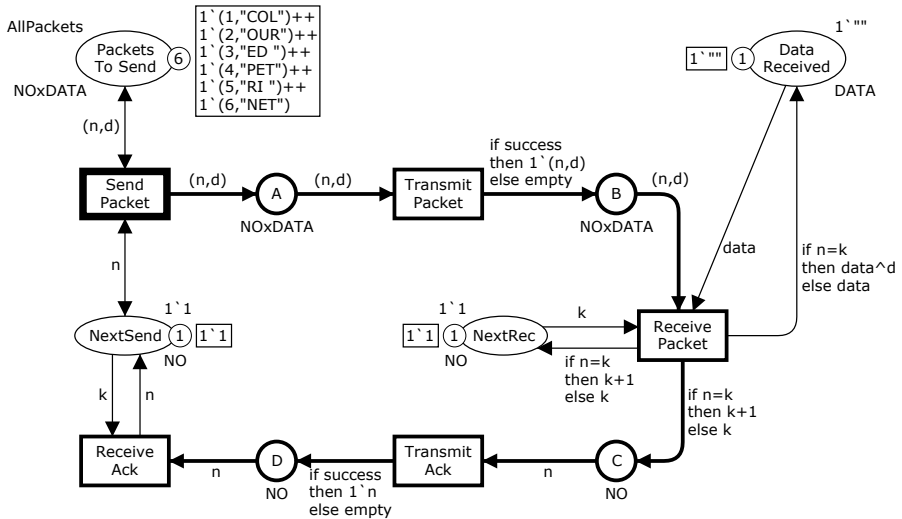 AllPackets
Packets
To Send
6
1`(1,"COL")++
1`(2,"OUR")++
1`(3,"ED ")++
1`(4,"PET")++
1`(5,"RI ")++
1`(6,"NET")
NOxDATA
1`""
1`""
1
Data
Received
DATA
(n,d)
Send
Packet
(n,d)
A
NOxDATA
(n,d)
Transmit
Packet
if success
then 1`(n,d)
else empty
B
NOxDATA
(n,d)
data
if n=k
then data^d
else data
n
1`1
NextSend
1
1`1
NO
1`1
1`1
1
NextRec
NO
k
if n=k
then k+1
else k
Receive
Packet
if n=k
then k+1
else k
k
n
Receive
Ack
n
D
NO
if success
then 1`n
else empty
Transmit
Ack
n
C
NO